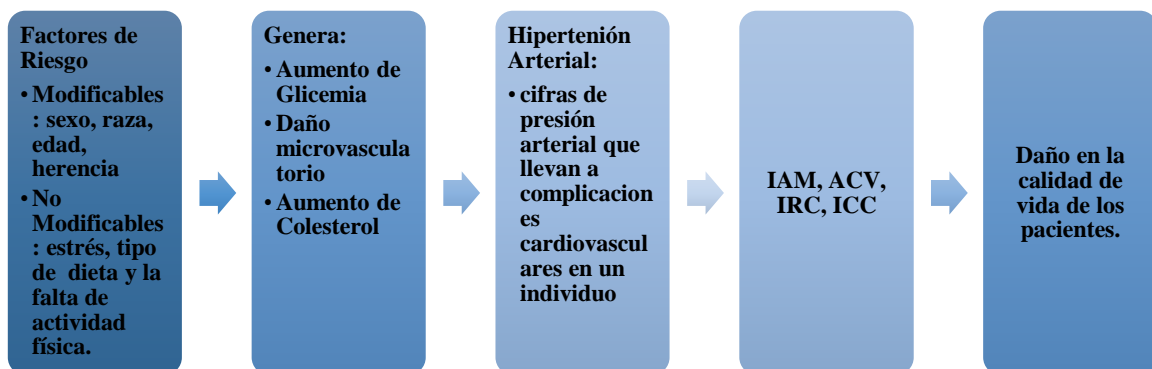 Factores de
Riesgo
• Modificables
: sexo, raza,
edad,
herencia
• No
Modificables
: estrés, tipo
de dieta y la
falta de
actividad
física.
Genera:
• Aumento de
Glicemia
• Daño
microvascula
torio
• Aumento de
Colesterol
Hipertenión
Arterial:
• cifras de
presión
arterial que
llevan a
complicacion
es
cardiovascul
ares en un
individuo
IAM, ACV,
IRC, ICC
Daño en la
calidad de
vida de los
pacientes.